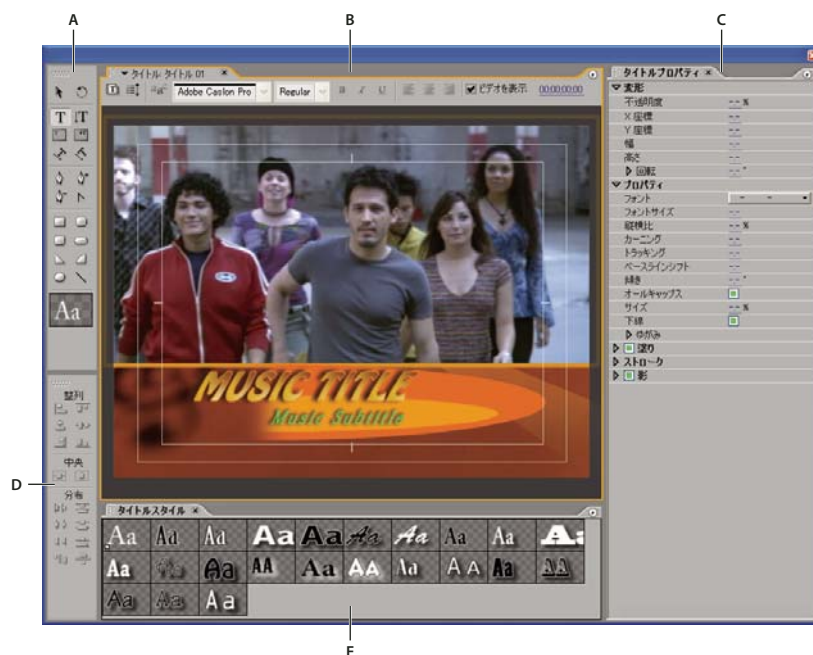 A
B
C
タイトル: タイトル 01 ×
Adobe Caslon Pro
Regular
B I U
ビデオを表示
00;00;00;00
T IT
Aa
整列
中央
分布
D
MUSIC TITLE
Music Subtitle
タイトルスタイル ×
Aa Ad Ad Aa Aa Aa Aa Aa Aa Aa
Aa Aa Aa AA Aa AA Ad AA Aa AA
Aa Aa Aa
E
タイトルプロパティ ×
変形
不透明度 -- %
X 座標 --
Y 座標 --
幅 --
高さ --
回転 -- °
プロパティ
フォント - - -
フォントサイズ --
縦横比 -- %
カーニング --
トラッキング --
ベースラインシフト --
傾き -- °
オールキャップス
サイズ -- %
下線
ゆがみ
塗り
ストローク
影